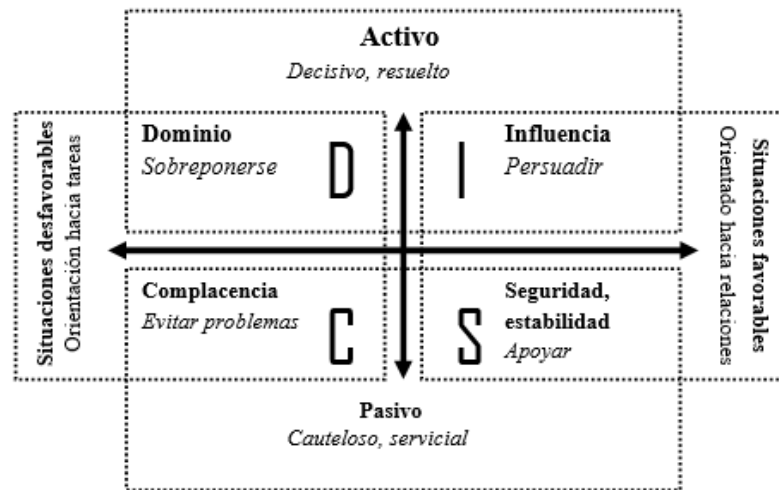 Activo
Decisivo, resuelto
Situaciones desfavorables
Orientación hacia tareas
Dominio
Sobreponerse
D
I
Influencia
Persuadir
Situaciones favorables
Orientado hacia relaciones
Complacencia
Evitar problemas
C
S
Seguridad,
estabilidad
Apoyar
Pasivo
Cauteloso, servicial